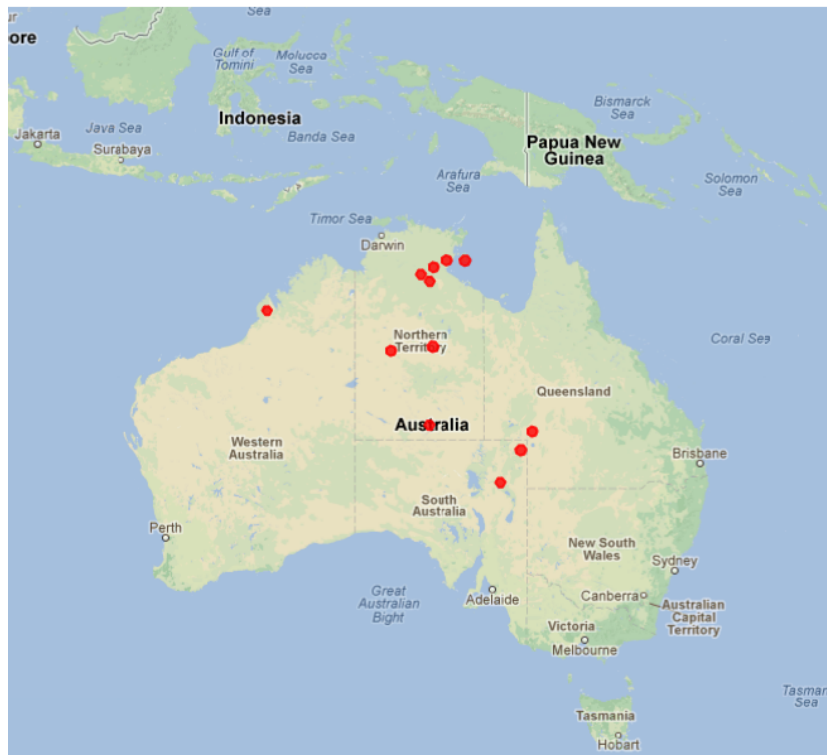 Sea
ur
ore
Gulf of
Tomini
Molucca
Sea
Bismarck
Sea
Indonesia
Java Sea
Jakarta
Surabaya
Banda Sea
Papua New
Guinea
Arafura
Sea
Solomon
Sea
Timor Sea
Darwin
Coral Sea
Northern
Territory
Queensland
Australia
Western
Australia
Brisbane
South
Australia
Perth
New South
Wales
Sydney
Great
Australian
Bight
Adelaide
Canberra
Australian
Capital
Territory
Victoria
Melbourne
Tasman
Sea
Tasmania
Hobart